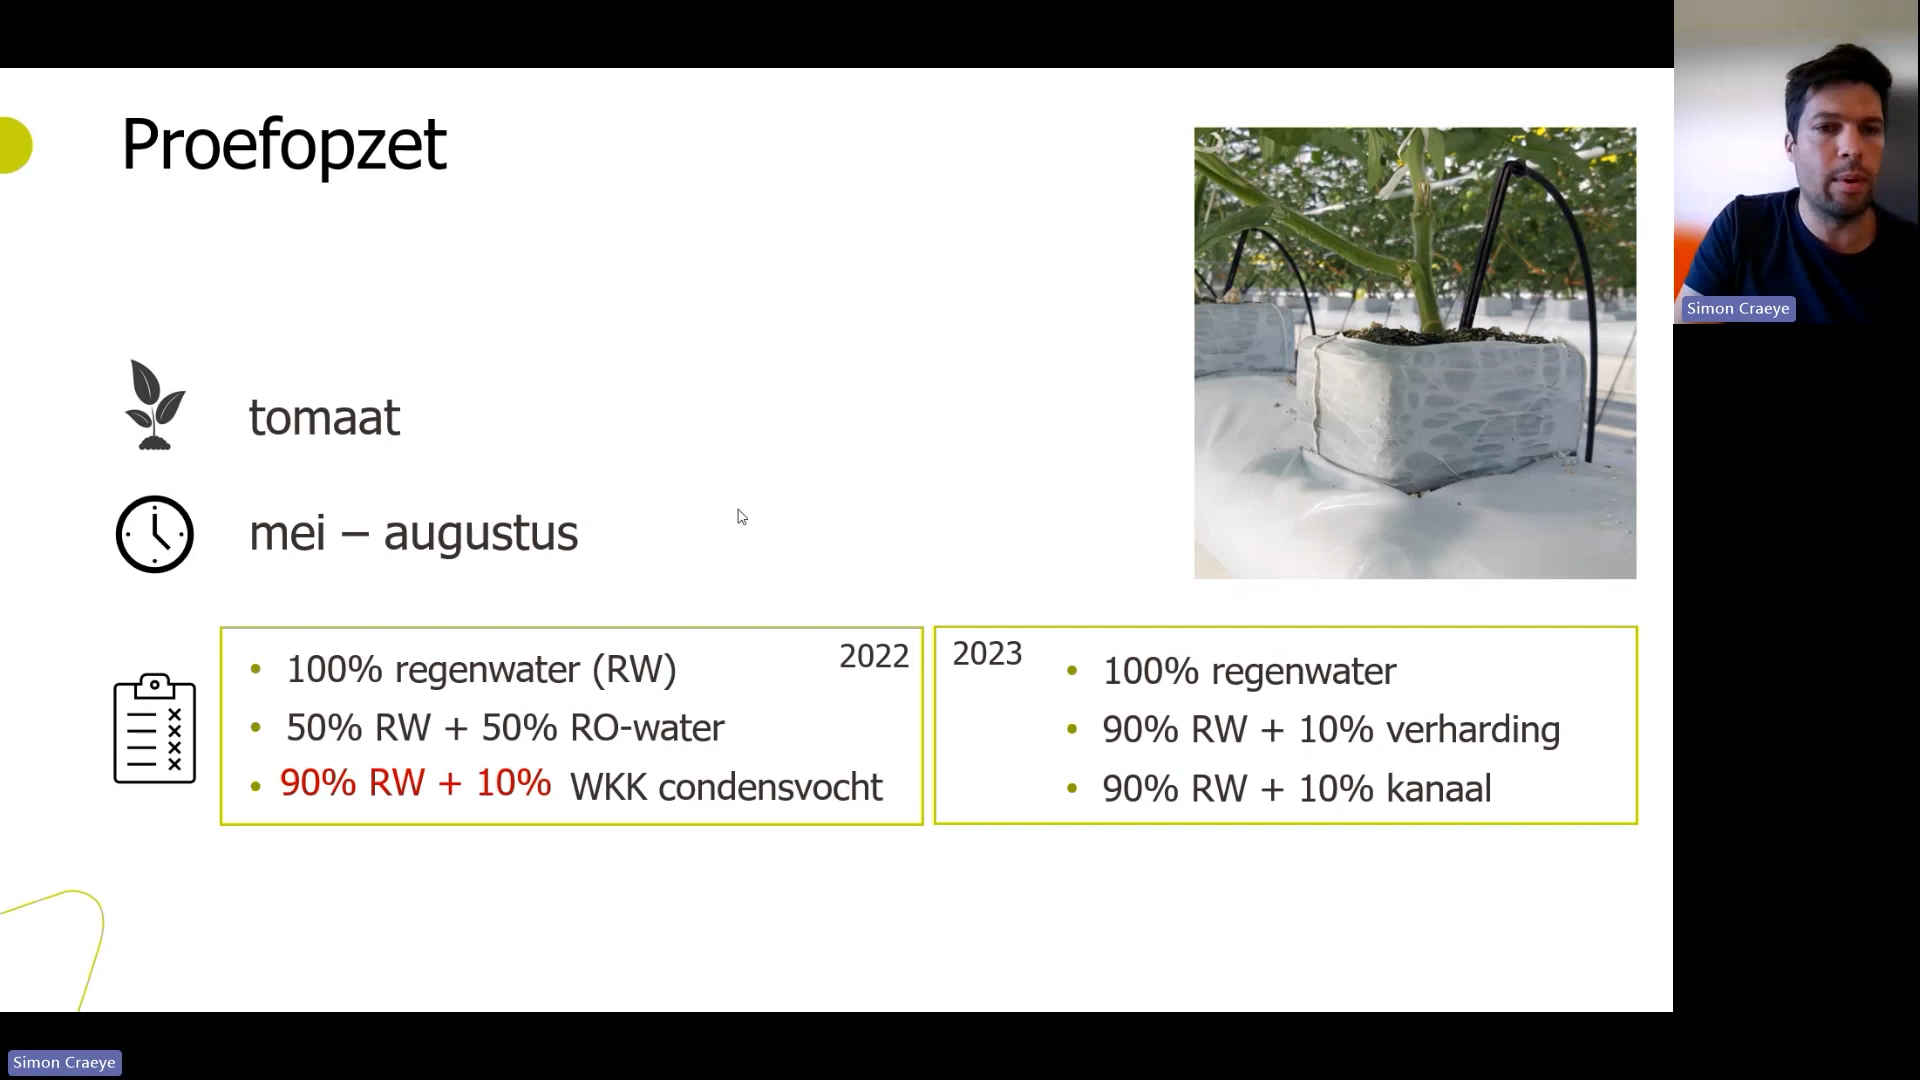 Proefopzet
tomaat
mei – augustus
2022
• 100% regenwater (RW)
• 50% RW + 50% RO-water
• 90% RW + 10% WKK condensvocht
2023
• 100% regenwater
• 90% RW + 10% verharding
• 90% RW + 10% kanaal
Simon Craeye
Simon Craeye